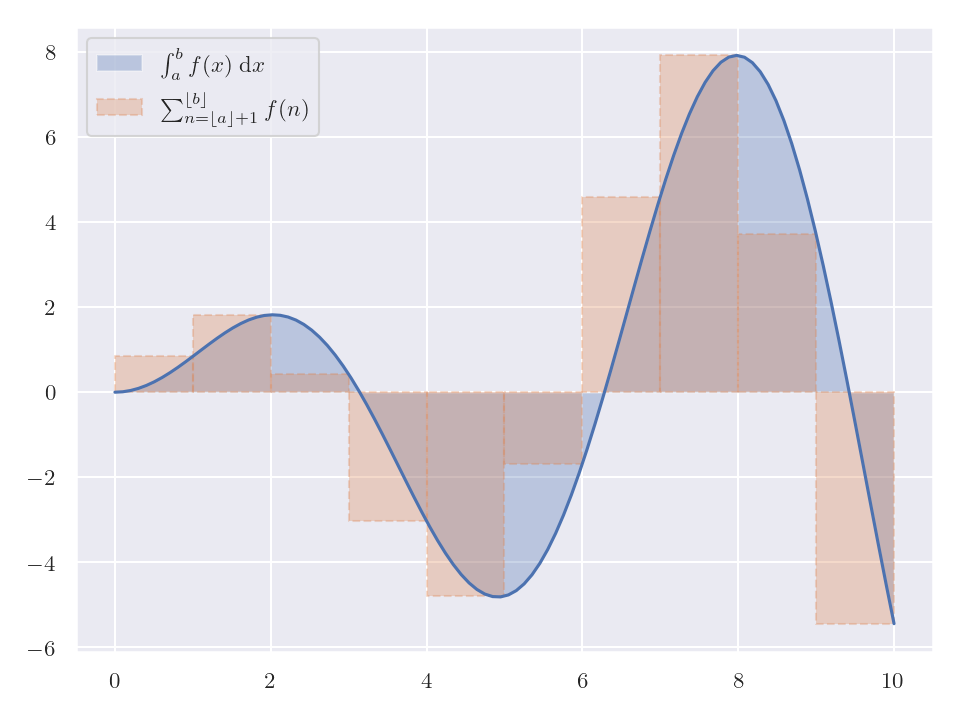 8
6
4
2
0
−2
−4
−6
∫_a^b f(x) dx
∑_{n=⌊a⌋+1}^{⌊b⌋} f(n)
0 2 4 6 8 10